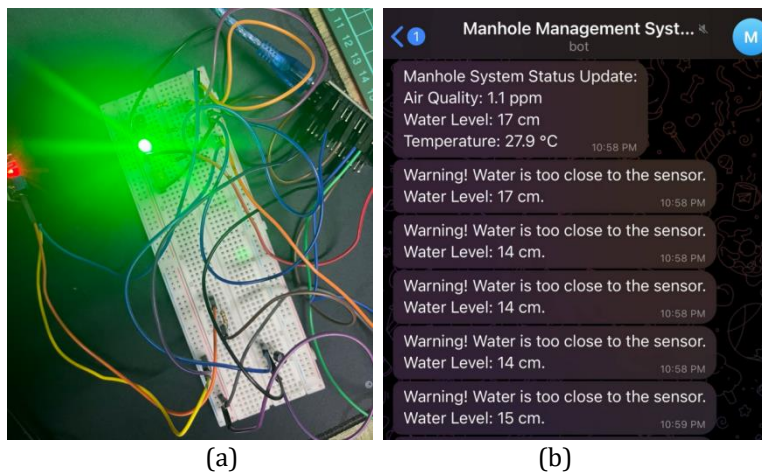 1
Manhole Management Syst...
bot
M
Manhole System Status Update:
Air Quality: 1.1 ppm
Water Level: 17 cm
Temperature: 27.9 °C 10:58 PM
Warning! Water is too close to the sensor.
Water Level: 17 cm. 10:58 PM
Warning! Water is too close to the sensor.
Water Level: 14 cm. 10:58 PM
Warning! Water is too close to the sensor.
Water Level: 14 cm. 10:58 PM
Warning! Water is too close to the sensor.
Water Level: 14 cm. 10:58 PM
Warning! Water is too close to the sensor.
Water Level: 15 cm. 10:59 PM
(a)
(b)